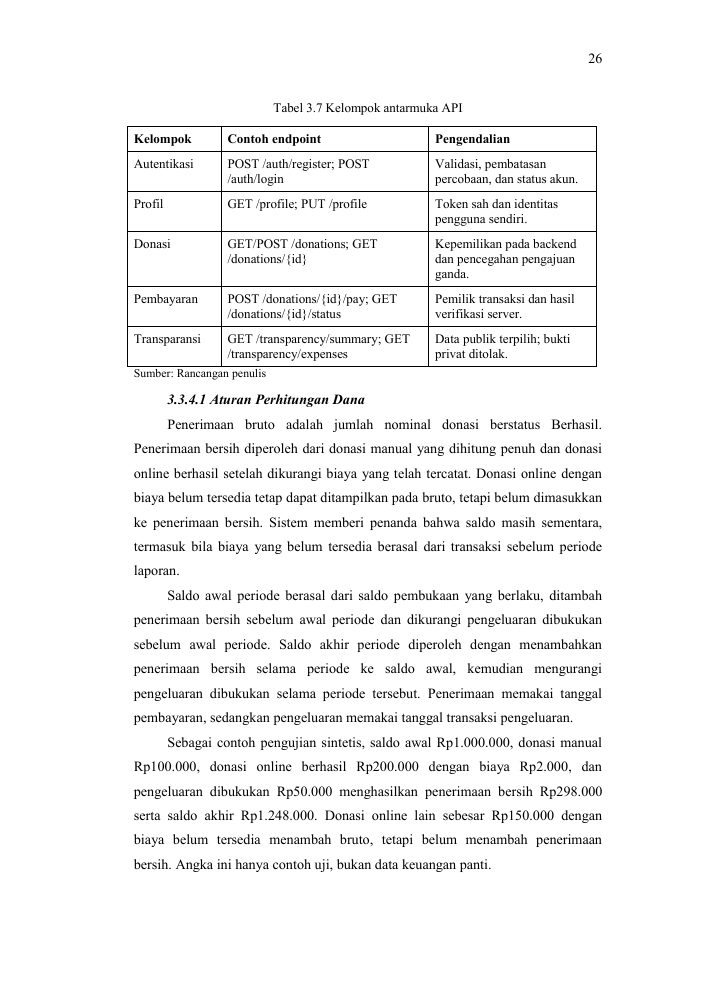 26
Tabel 3.7 Kelompok antarmuka API
Kelompok Contoh endpoint Pengendalian
Autentikasi POST /auth/register; POST Validasi, pembatasan
/auth/login percobaan, dan status akun.
Profil GET /profile; PUT /profile Token sah dan identitas
pengguna sendiri.
Donasi GET/POST /donations; GET Kepemilikan pada backend
/donations/{id} dan pencegahan pengajuan
ganda.
Pembayaran POST /donations/{id}/pay; GET Pemilik transaksi dan hasil
/donations/{id}/status verifikasi server.
Transparansi GET /transparency/summary; GET Data publik terpilih; bukti
/transparency/expenses privat ditolak.
Sumber: Rancangan penulis
3.3.4.1 Aturan Perhitungan Dana
Penerimaan bruto adalah jumlah nominal donasi berstatus Berhasil.
Penerimaan bersih diperoleh dari donasi manual yang dihitung penuh dan donasi
online berhasil setelah dikurangi biaya yang telah tercatat. Donasi online dengan
biaya belum tersedia tetap dapat ditampilkan pada bruto, tetapi belum dimasukkan
ke penerimaan bersih. Sistem memberi penanda bahwa saldo masih sementara,
termasuk bila biaya yang belum tersedia berasal dari transaksi sebelum periode
laporan.
Saldo awal periode berasal dari saldo pembukaan yang berlaku, ditambah
penerimaan bersih sebelum awal periode dan dikurangi pengeluaran dibukukan
sebelum awal periode. Saldo akhir periode diperoleh dengan menambahkan
penerimaan bersih selama periode ke saldo awal, kemudian mengurangi
pengeluaran dibukukan selama periode tersebut. Penerimaan memakai tanggal
pembayaran, sedangkan pengeluaran memakai tanggal transaksi pengeluaran.
Sebagai contoh pengujian sintetis, saldo awal Rp1.000.000, donasi manual
Rp100.000, donasi online berhasil Rp200.000 dengan biaya Rp2.000, dan
pengeluaran dibukukan Rp50.000 menghasilkan penerimaan bersih Rp298.000
serta saldo akhir Rp1.248.000. Donasi online lain sebesar Rp150.000 dengan
biaya belum tersedia menambah bruto, tetapi belum menambah penerimaan
bersih. Angka ini hanya contoh uji, bukan data keuangan panti.